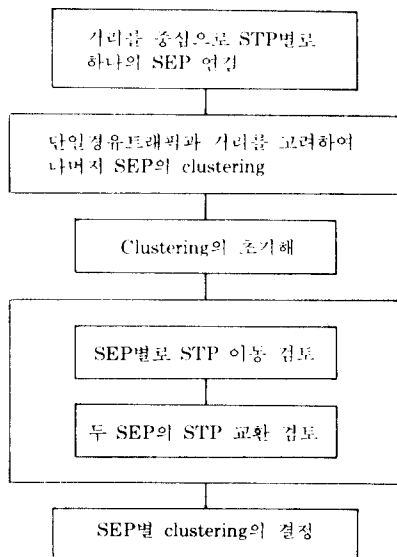 거리를 중심으로 STP별로
하나의 SEP 연결
단일경유트래픽과 거리를 고려하여
나머지 SEP의 clustering
Clustering의 초기해
SEP별로 STP 이동 검토
두 SEP의 STP 교환 검토
SEP별 clustering의 결정